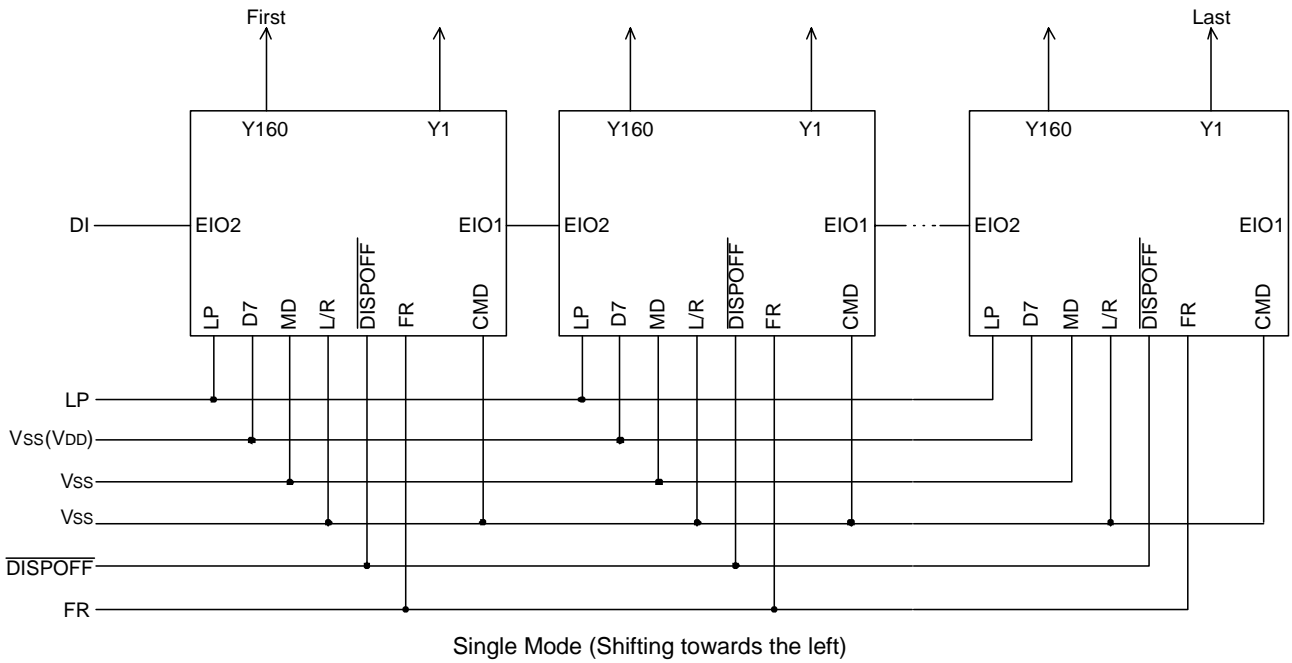 First Last
Y160 Y1 Y160 Y1 Y160 Y1
DI EIO2 EIO1 EIO2 EIO1 EIO2 EIO1
LP D7 MD L/R DISPOFF FR CMD LP D7 MD L/R DISPOFF FR CMD LP D7 MD L/R DISPOFF FR CMD
LP
VSS(VDD)
VSS
VSS
DISPOFF
FR
Single Mode (Shifting towards the left)